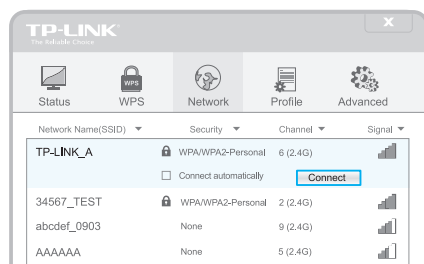 TP-LINK®
The Reliable Choice
X
WPS
Status WPS Network Profile Advanced
Network Name(SSID) Security Channel Signal
TP-LINK_A WPA/WPA2-Personal 6 (2.4G)
Connect automatically Connect
34567_TEST WPA/WPA2-Personal 2 (2.4G)
abcdef_0903 None 9 (2.4G)
AAAAAA None 5 (2.4G)